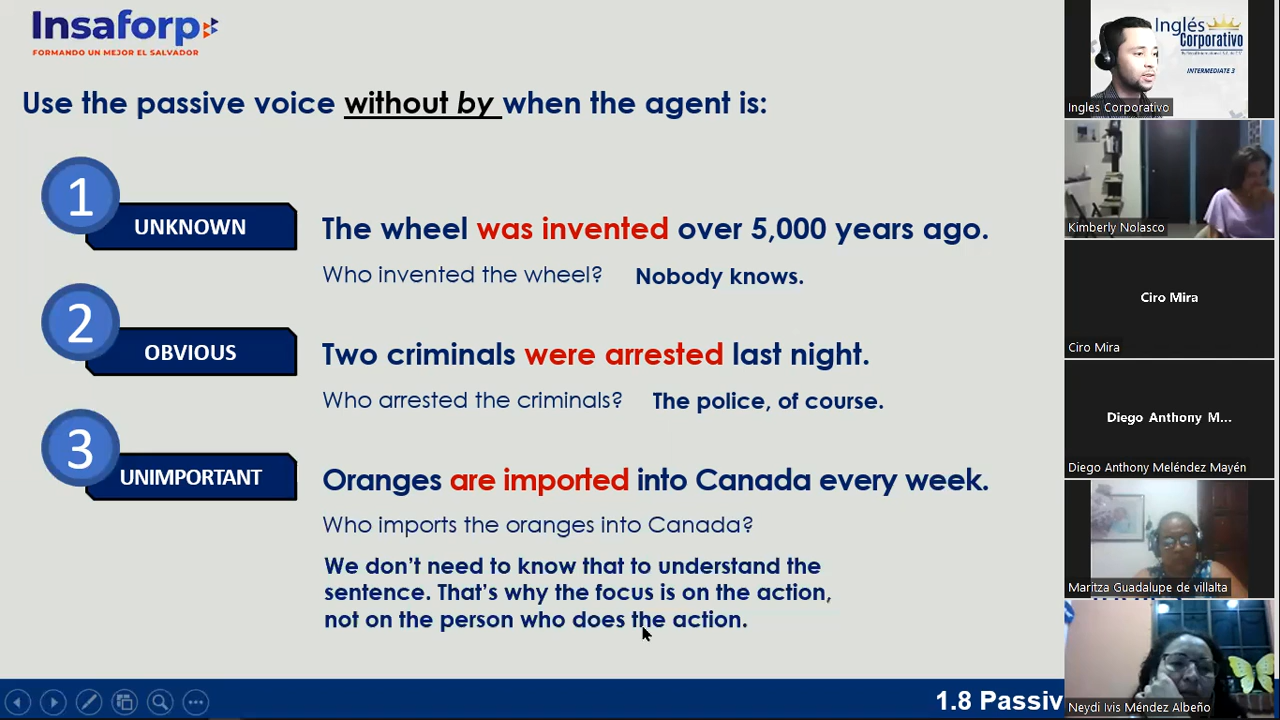 Insaforp
FORMANDO UN MEJOR EL SALVADOR
Use the passive voice without by when the agent is:
1
UNKNOWN
The wheel was invented over 5,000 years ago.
Who invented the wheel? Nobody knows.
2
OBVIOUS
Two criminals were arrested last night.
Who arrested the criminals? The police, of course.
3
UNIMPORTANT
Oranges are imported into Canada every week.
Who imports the oranges into Canada?
We don't need to know that to understand the
sentence. That's why the focus is on the action,
not on the person who does the action.
1.8 Passiv
Inglés
Corporativo
INTERMEDIATE 3
Ingles Corporativo
Kimberly Nolasco
Ciro Mira
Ciro Mira
Diego Anthony M...
Diego Anthony Meléndez Mayén
Maritza Guadalupe de villalta
Neydi Ivis Méndez Albeño